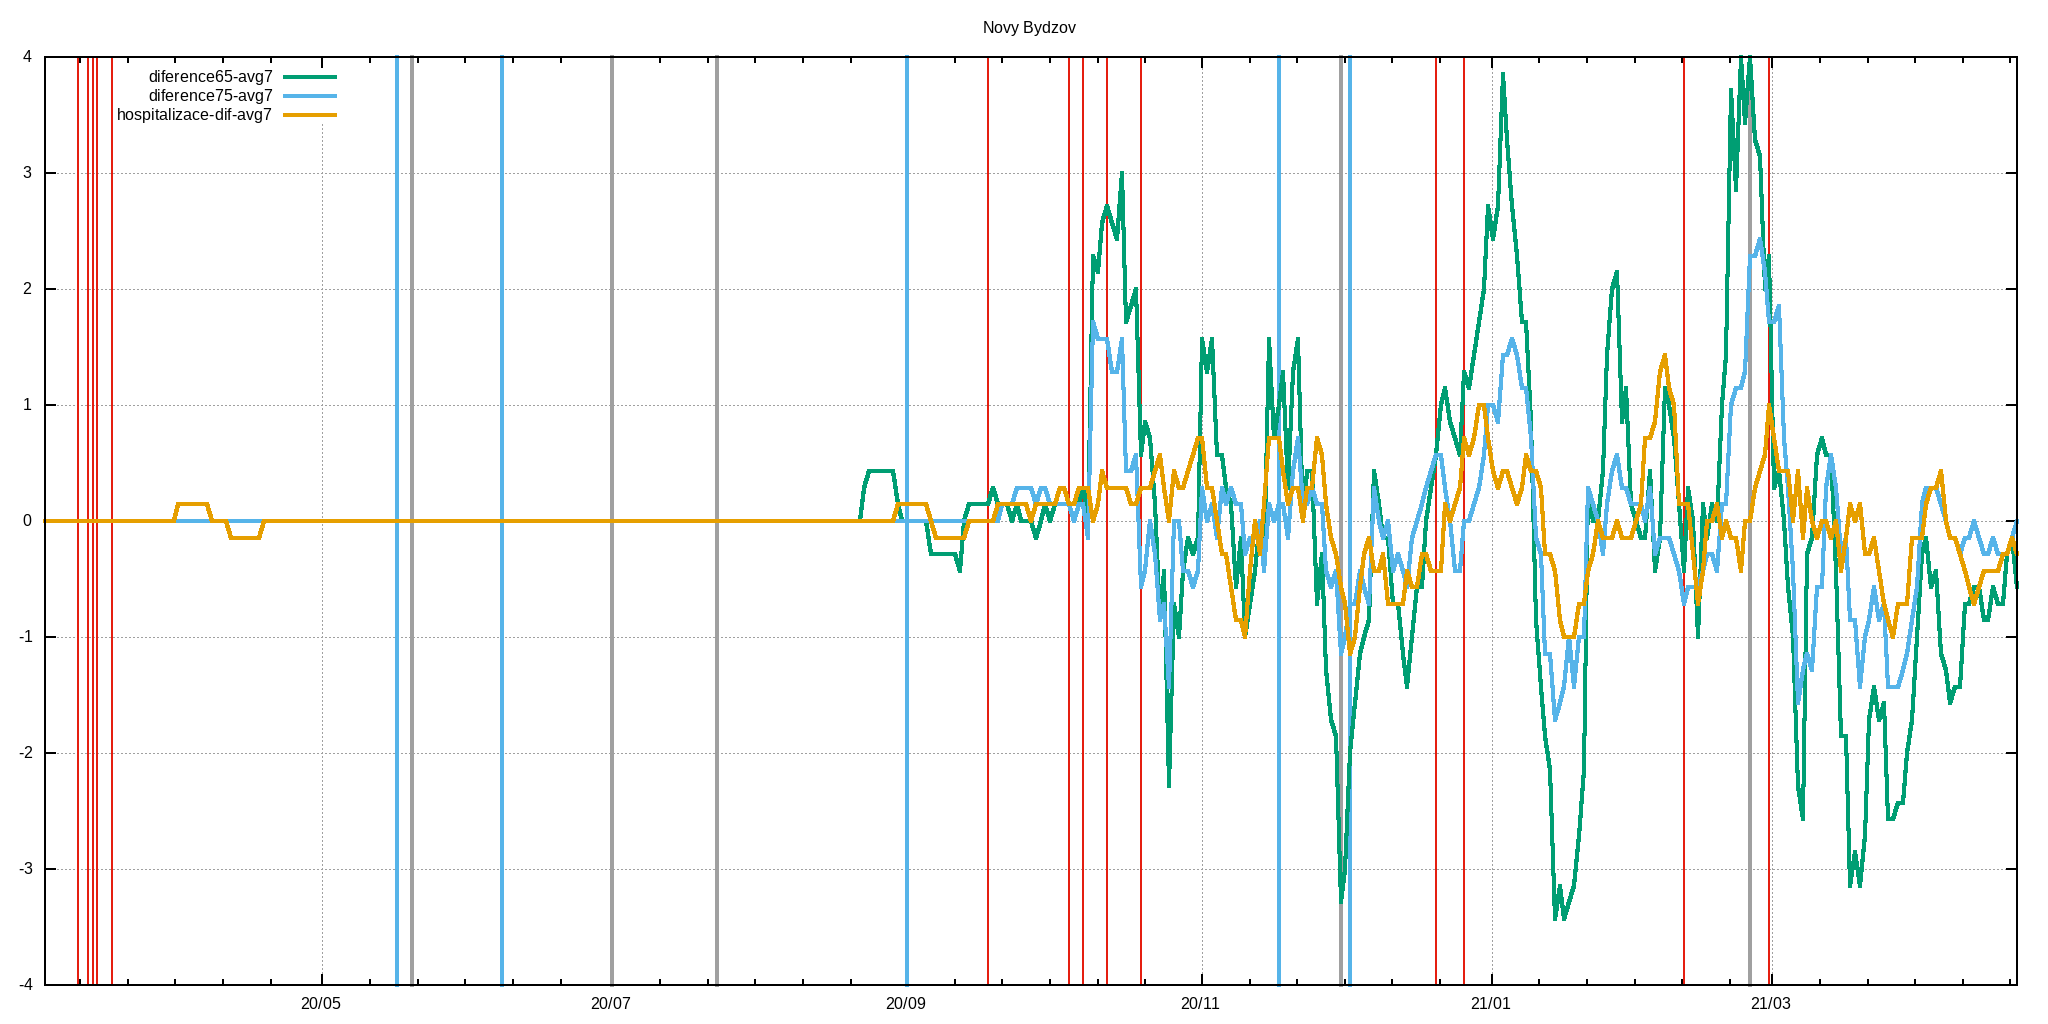 Novy Bydzov
diference65-avg7
diference75-avg7
hospitalizace-dif-avg7
4
3
2
1
0
-1
-2
-3
-4
20/05 20/07 20/09 20/11 21/01 21/03